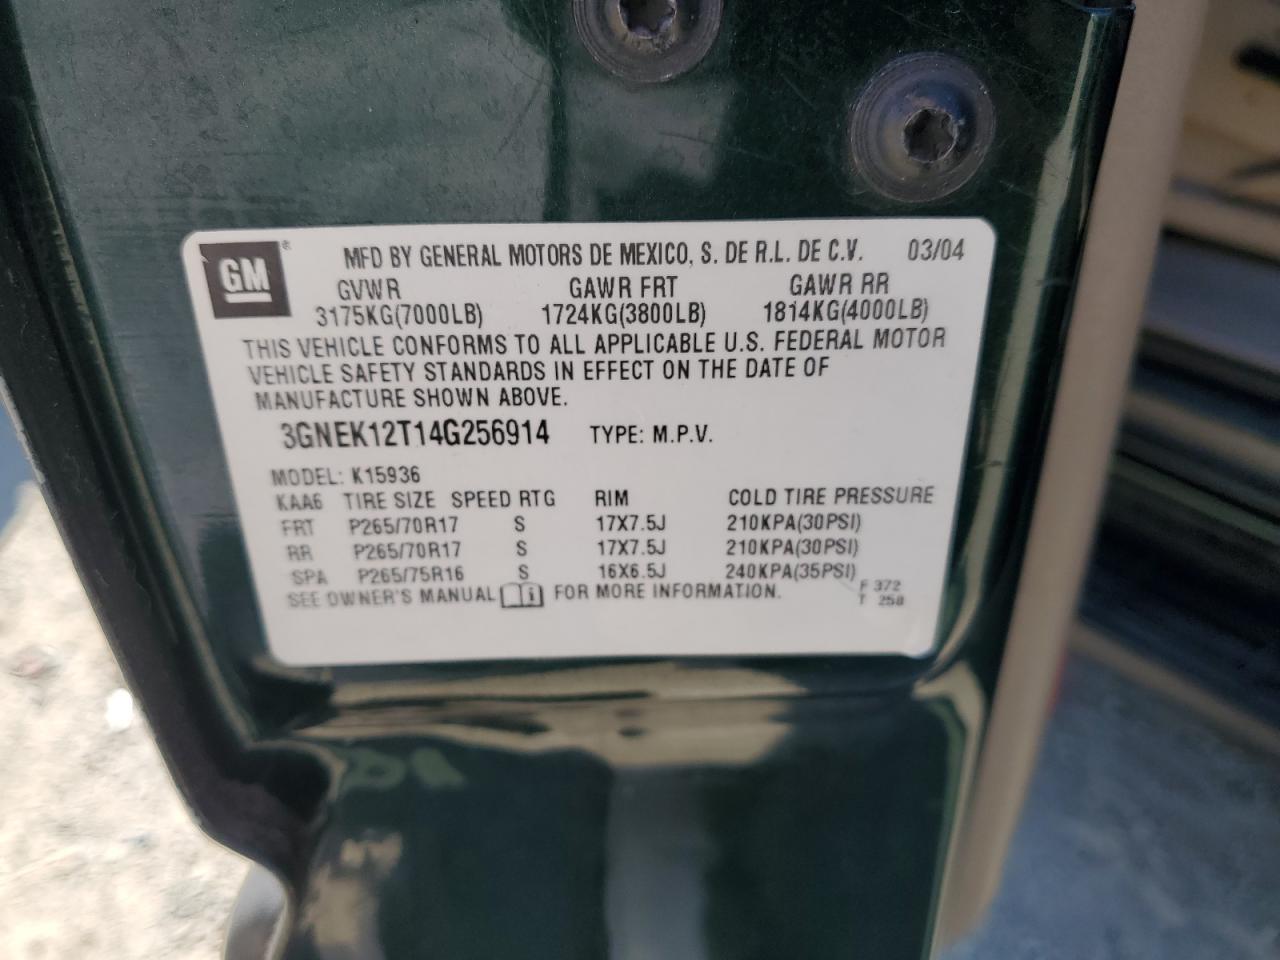 GM ® MFD BY GENERAL MOTORS DE MEXICO, S. DE R.L. DE C.V. 03/04
GVWR GAWR FRT GAWR RR
3175KG(7000LB) 1724KG(3800LB) 1814KG(4000LB)
THIS VEHICLE CONFORMS TO ALL APPLICABLE U.S. FEDERAL MOTOR
VEHICLE SAFETY STANDARDS IN EFFECT ON THE DATE OF
MANUFACTURE SHOWN ABOVE.
3GNEK12T14G256914 TYPE: M.P.V.
MODEL: K15936
KAA6 TIRE SIZE SPEED RTG RIM COLD TIRE PRESSURE
FRT P265/70R17 S 17X7.5J 210KPA(30PSI)
RR P265/70R17 S 17X7.5J 210KPA(30PSI)
SPA P265/75R16 S 16X6.5J 240KPA(35PSI)
SEE OWNER'S MANUAL i FOR MORE INFORMATION. F 372
T 258